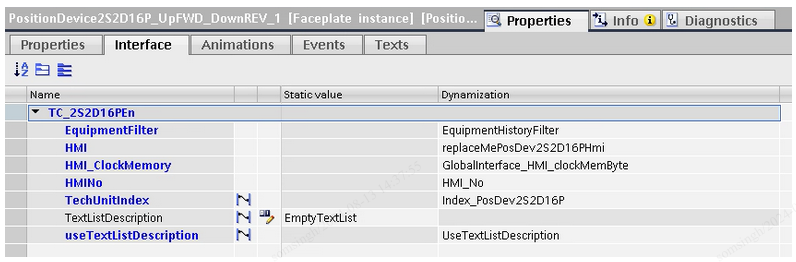 PositionDevice2S2D16P_UpFWD_DownREV_1 [Faceplate instance] [Positio...
Properties Info Diagnostics
Properties Interface Animations Events Texts
Name Static value Dynamization
TC_2S2D16PEn
EquipmentFilter EquipmentHistoryFilter
HMI replaceMePosDev2S2D16PHmi
HMI_ClockMemory GlobalInterface_HMI_clockMemByte
HMINo HMI_No
TechUnitIndex Index_PosDev2S2D16P
TextListDescription EmptyTextList
useTextListDescription UseTextListDescription